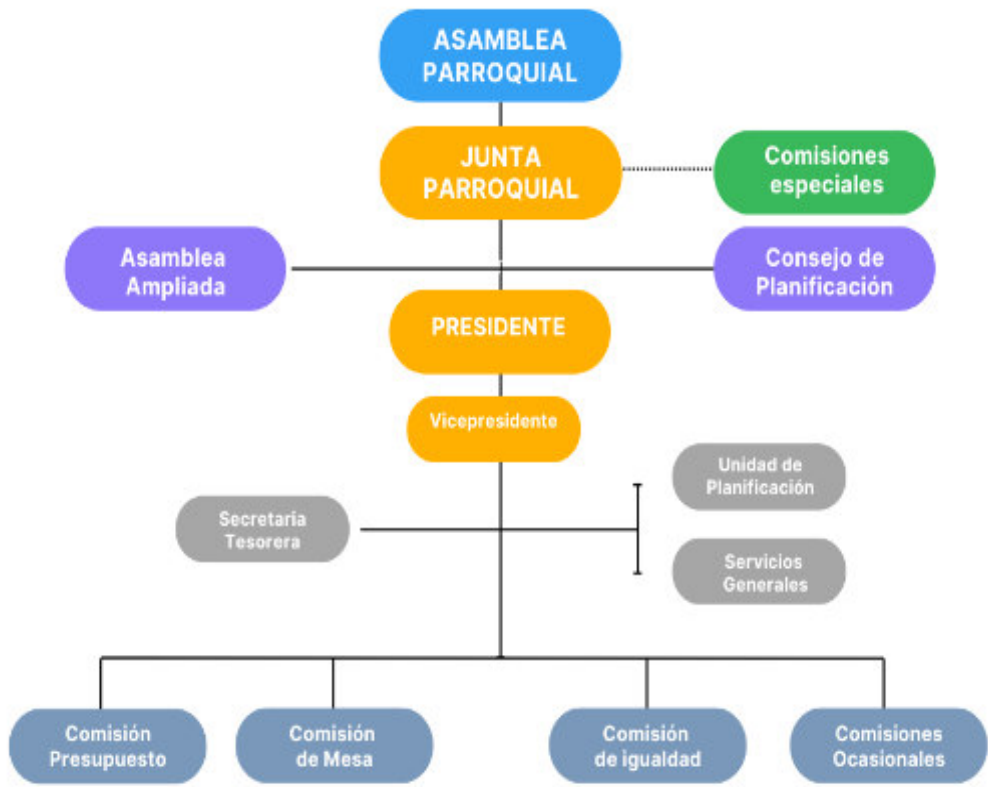 ASAMBLEA
PARROQUIAL
JUNTA
PARROQUIAL
Comisiones
especiales
Asamblea
Ampliada
Consejo de
Planificación
PRESIDENTE
Vicepresidente
Unidad de
Planificación
Secretaria
Tesorera
Servicios
Generales
Comisión
Presupuesto
Comisión
de Mesa
Comisión
de igualdad
Comisiones
Ocasionales